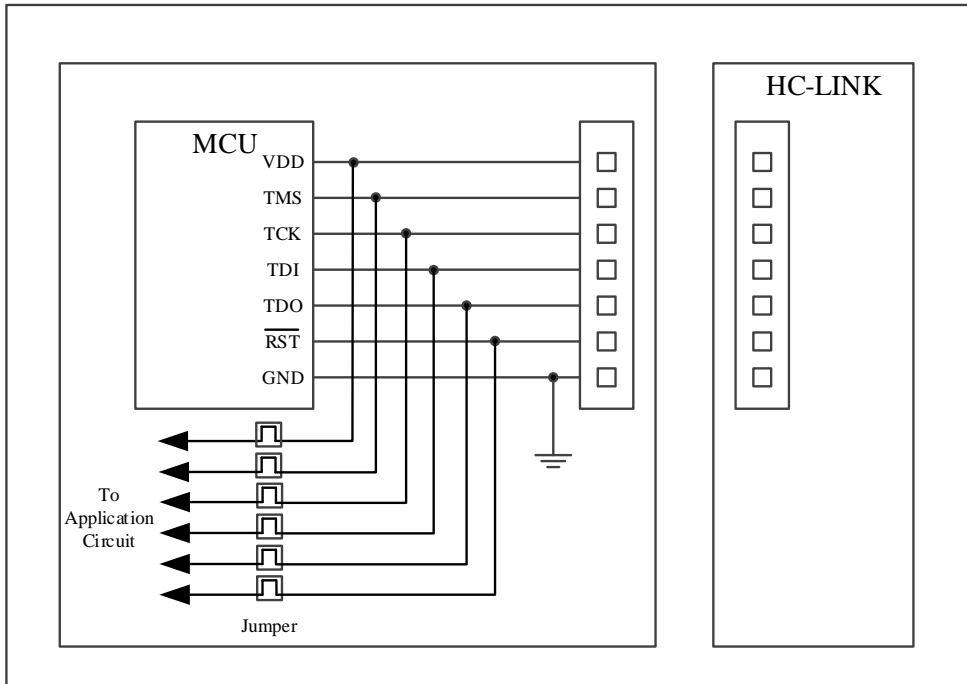 HC-LINK
MCU
VDD
TMS
TCK
TDI
TDO
RST
GND
To
Application
Circuit
Jumper